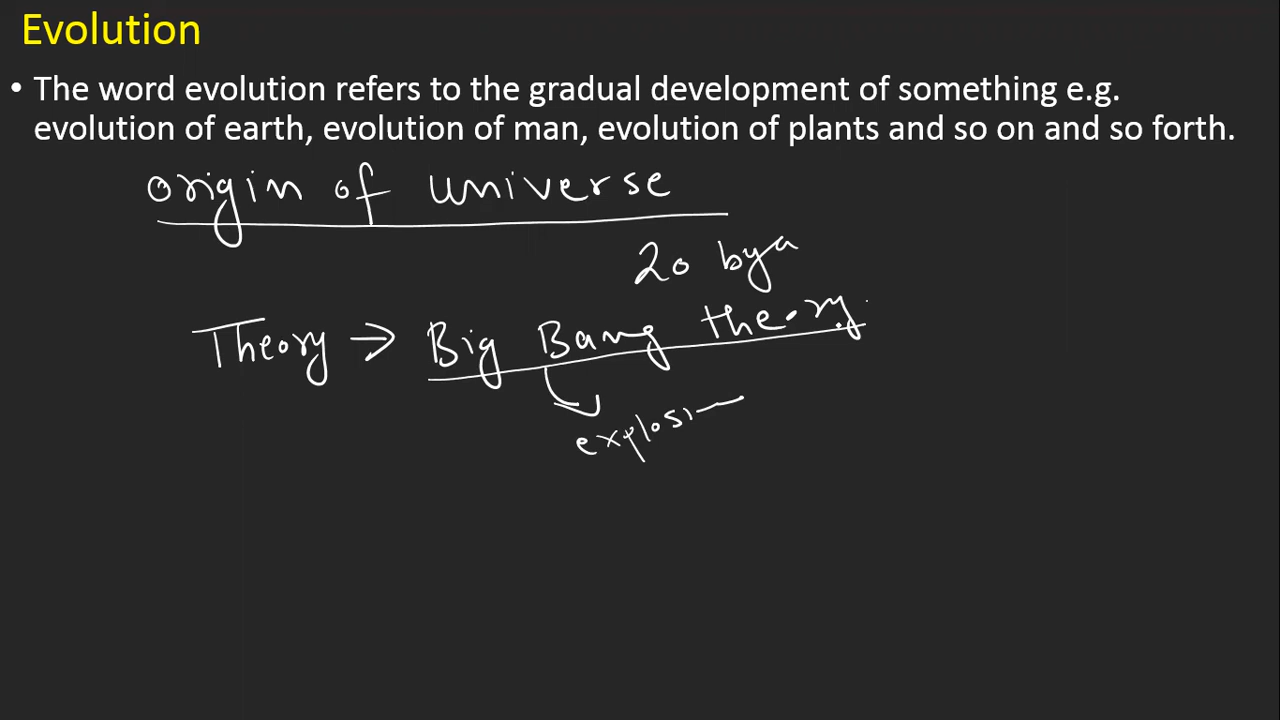 Evolution
• The word evolution refers to the gradual development of something e.g.
evolution of earth, evolution of man, evolution of plants and so on and so forth.
origin of universe
20 bya
Theory → Big Bang theory
explosion